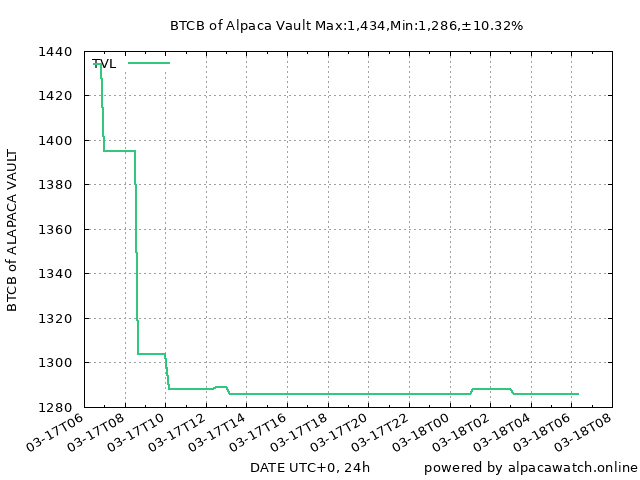 BTCB of Alpaca Vault Max:1,434,Min:1,286,±10.32%
TVL
1440
1420
1400
1380
1360
1340
1320
1300
1280
BTCB of ALAPACA VAULT
03-17T06
03-17T08
03-17T10
03-17T12
03-17T14
03-17T16
03-17T18
03-17T20
03-17T22
03-18T00
03-18T02
03-18T04
03-18T06
03-18T08
DATE UTC+0, 24h
powered by alpacawatch.online